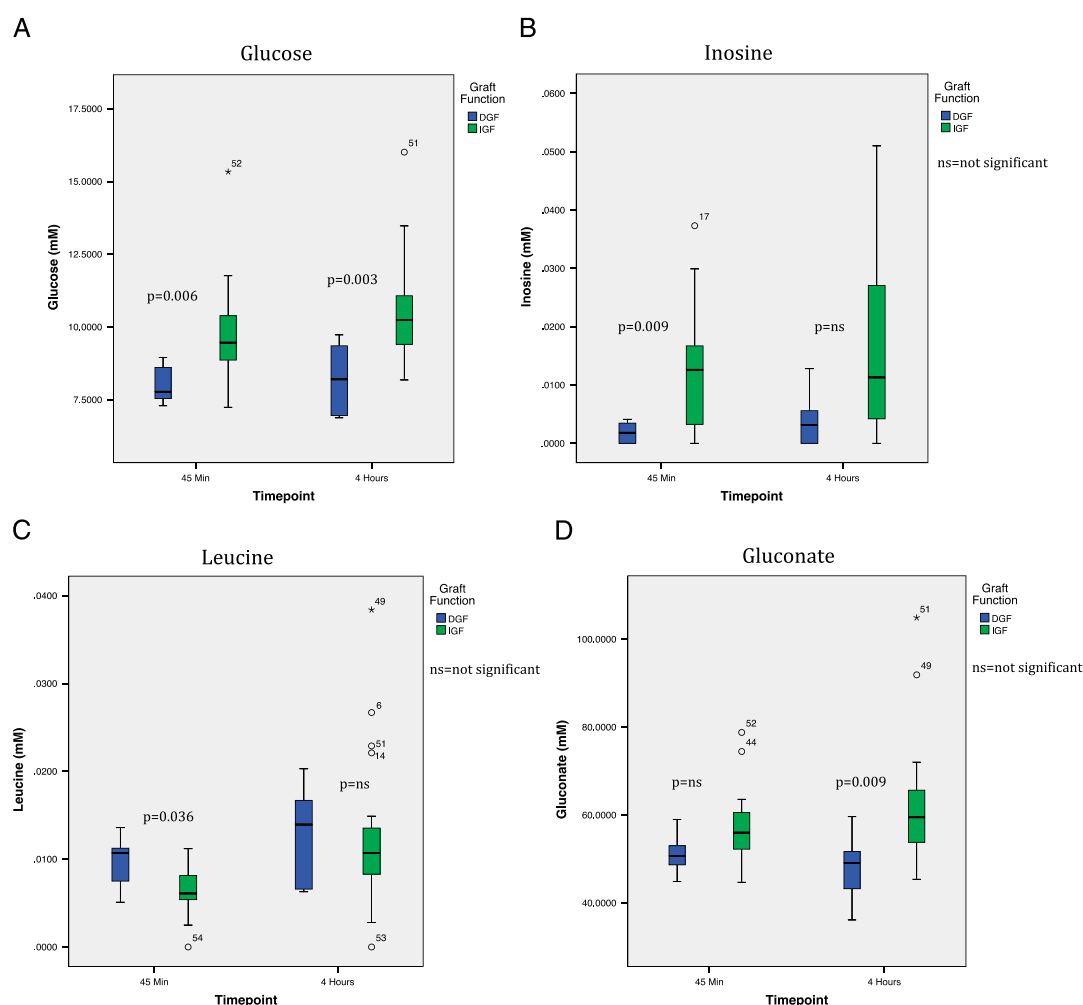 A
Glucose
Graft
Function
DGF
IGF
17.5000
15.0000
12.5000
10.0000
7.5000
Glucose (mM)
52
51
p=0.006
p=0.003
45 Min
4 Hours
Timepoint
B
Inosine
Graft
Function
DGF
IGF
ns=not significant
.0600
.0500
.0400
.0300
.0200
.0100
.0000
Inosine (mM)
17
p=0.009
p=ns
45 Min
4 Hours
Timepoint
C
Leucine
Graft
Function
DGF
IGF
ns=not significant
.0400
.0300
.0200
.0100
.0000
Leucine (mM)
49
6
51
14
p=ns
p=0.036
54
53
45 Min
4 Hours
Timepoint
D
Gluconate
Graft
Function
DGF
IGF
ns=not significant
100.0000
80.0000
60.0000
40.0000
Gluconate (mM)
51
49
52
44
p=ns
p=0.009
45 Min
4 Hours
Timepoint